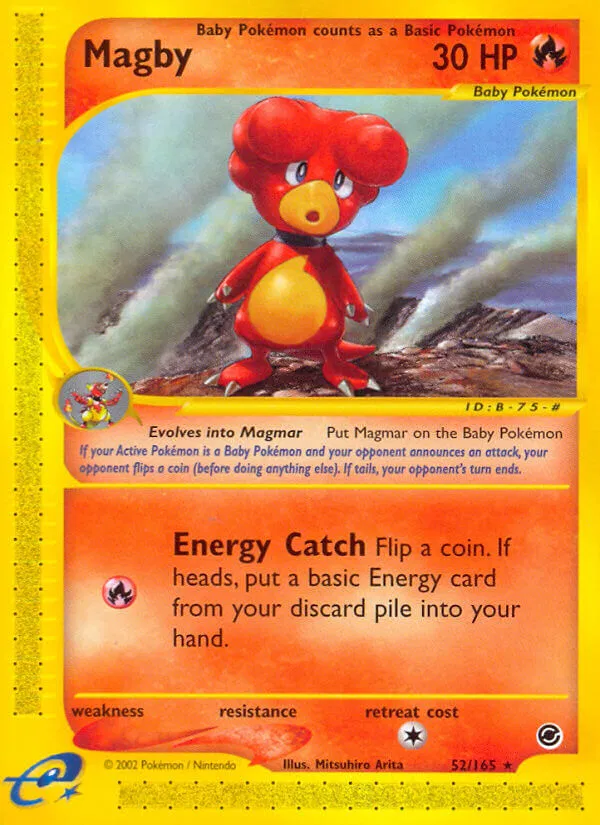 Baby Pokémon counts as a Basic Pokémon
Magby
30 HP
Baby Pokémon
ID:B-75-#
Evolves into Magmar Put Magmar on the Baby Pokémon
If your Active Pokémon is a Baby Pokémon and your opponent announces an attack, your
opponent flips a coin (before doing anything else). If tails, your opponent's turn ends.
Energy Catch Flip a coin. If
heads, put a basic Energy card
from your discard pile into your
hand.
weakness resistance retreat cost
© 2002 Pokémon / Nintendo Illus. Mitsuhiro Arita 52/165 ★
e